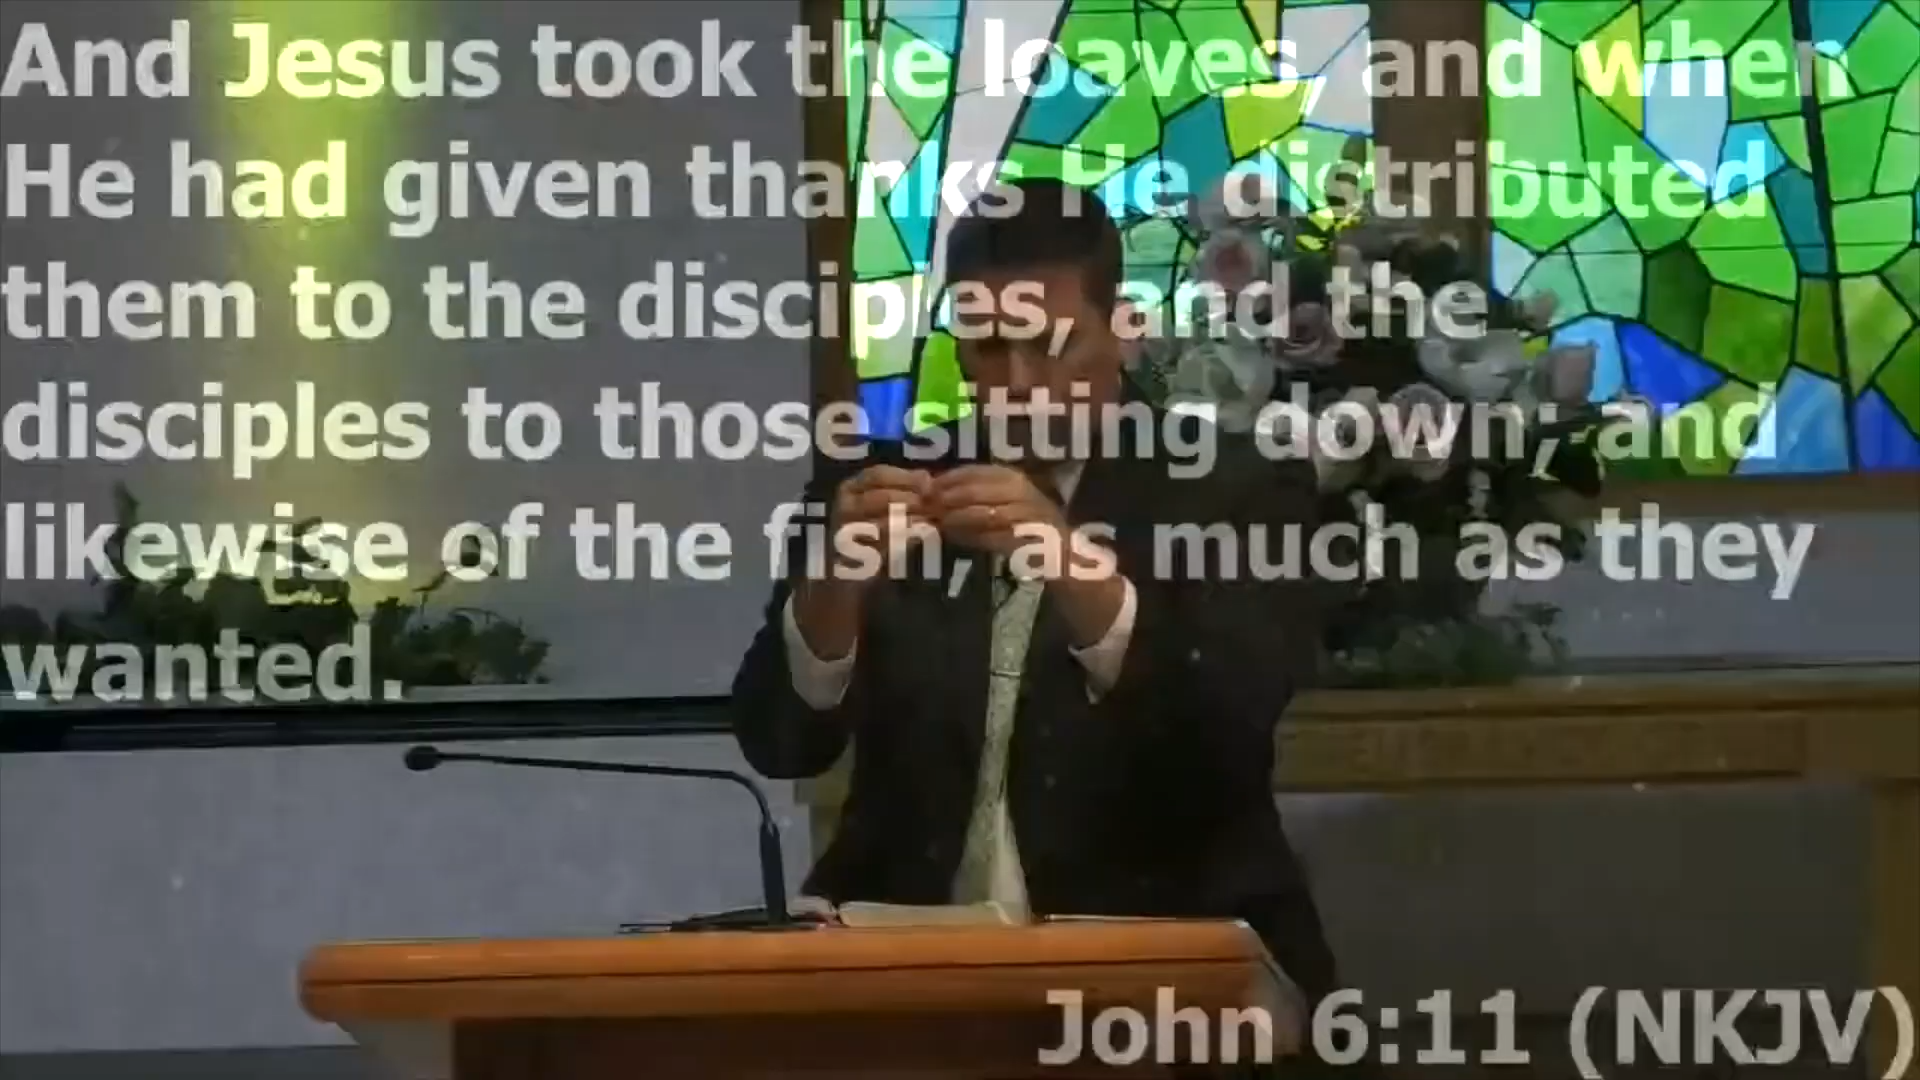 And Jesus took the loaves, and when
He had given thanks He distributed
them to the disciples, and the
disciples to those sitting down; and
likewise of the fish, as much as they
wanted.
John 6:11 (NKJV)